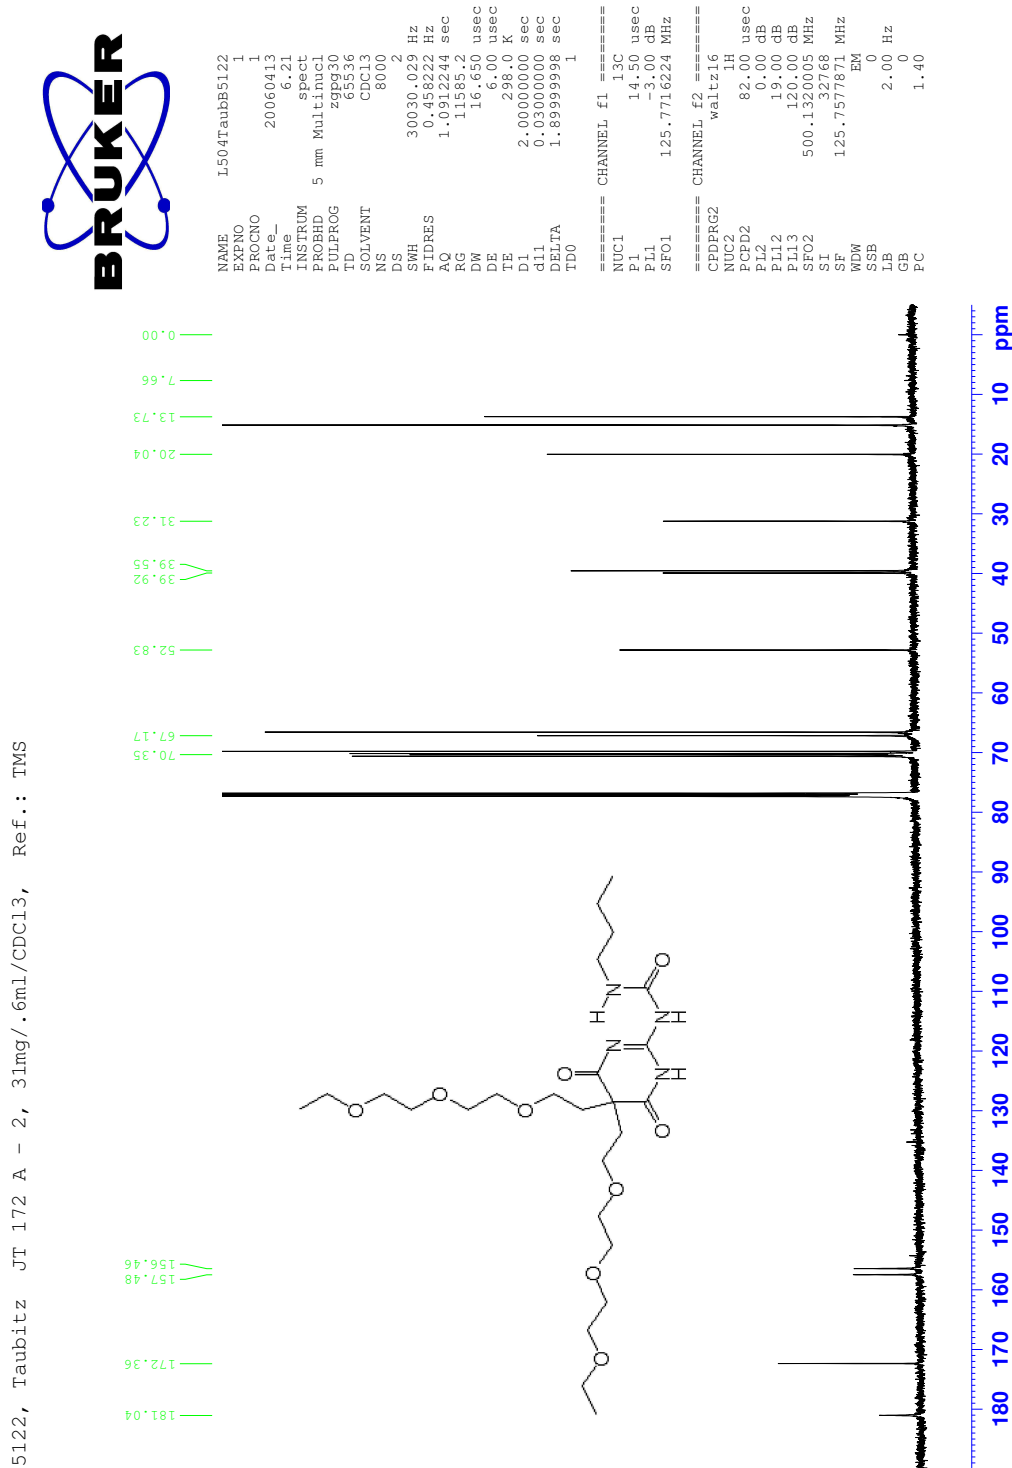 5122, Taubitz JT 172 A - 2, 31mg/.6ml/CDCl3, Ref.: TMS
BRUKER
NAME L504TaubB5122
EXPNO 1
PROCNO 1
Date_ 20060413
Time 6.21
INSTRUM spect
PROBHD 5 mm Multinucl
PULPROG zgpg30
TD 65536
SOLVENT CDCl3
NS 8000
DS 2
SWH 30030.029 Hz
FIDRES 0.458222 Hz
AQ 1.0912244 sec
RG 11585.2
DW 16.650 usec
DE 6.00 usec
TE 298.0 K
D1 2.00000000 sec
d11 0.03000000 sec
DELTA 1.89999998 sec
TD0 1
======== CHANNEL f1 ========
NUC1 13C
P1 14.50 usec
PL1 -3.00 dB
SFO1 125.7716224 MHz
======== CHANNEL f2 ========
CPDPRG2 waltz16
NUC2 1H
PCPD2 82.00 usec
PL2 0.00 dB
PL12 19.00 dB
PL13 120.00 dB
SFO2 500.1320005 MHz
SI 32768
SF 125.7577871 MHz
WDW EM
SSB 0
LB 2.00 Hz
GB 0
PC 1.40
181.04
172.36
157.48
156.46
70.35
67.17
52.83
39.92
39.55
31.23
20.04
13.73
7.66
0.00
O
O
O
O
O
O
O
O
N
N
H
N
H
O
N
H
180 170 160 150 140 130 120 110 100 90 80 70 60 50 40 30 20 10 ppm